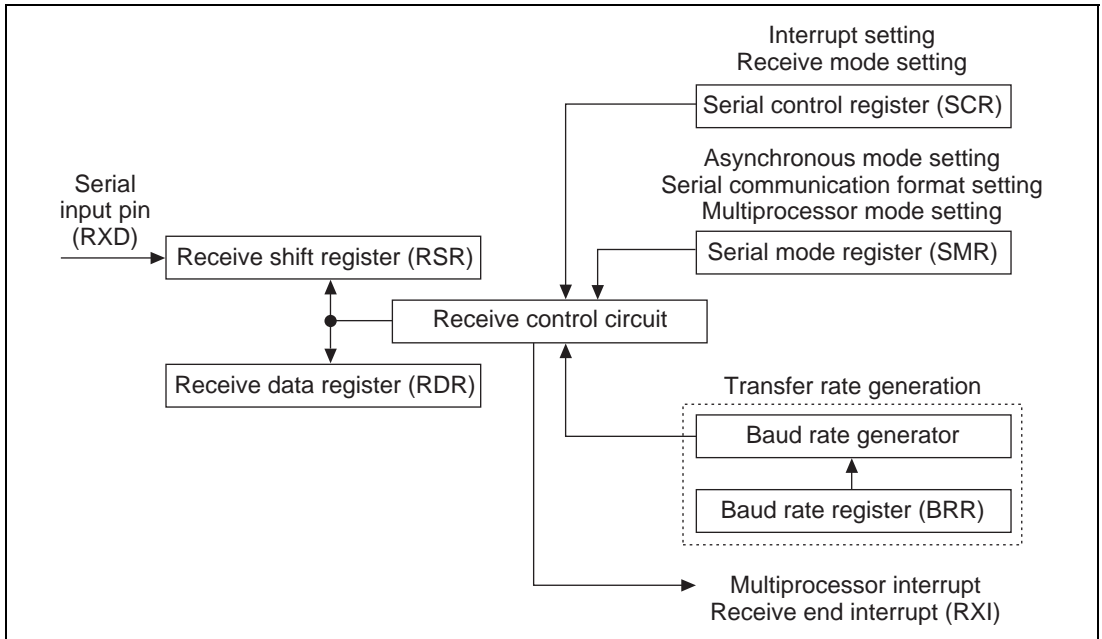 Interrupt setting
Receive mode setting
Serial control register (SCR)
Asynchronous mode setting
Serial communication format setting
Multiprocessor mode setting
Serial mode register (SMR)
Serial
input pin
(RXD)
Receive shift register (RSR)
Receive control circuit
Receive data register (RDR)
Transfer rate generation
Baud rate generator
Baud rate register (BRR)
Multiprocessor interrupt
Receive end interrupt (RXI)